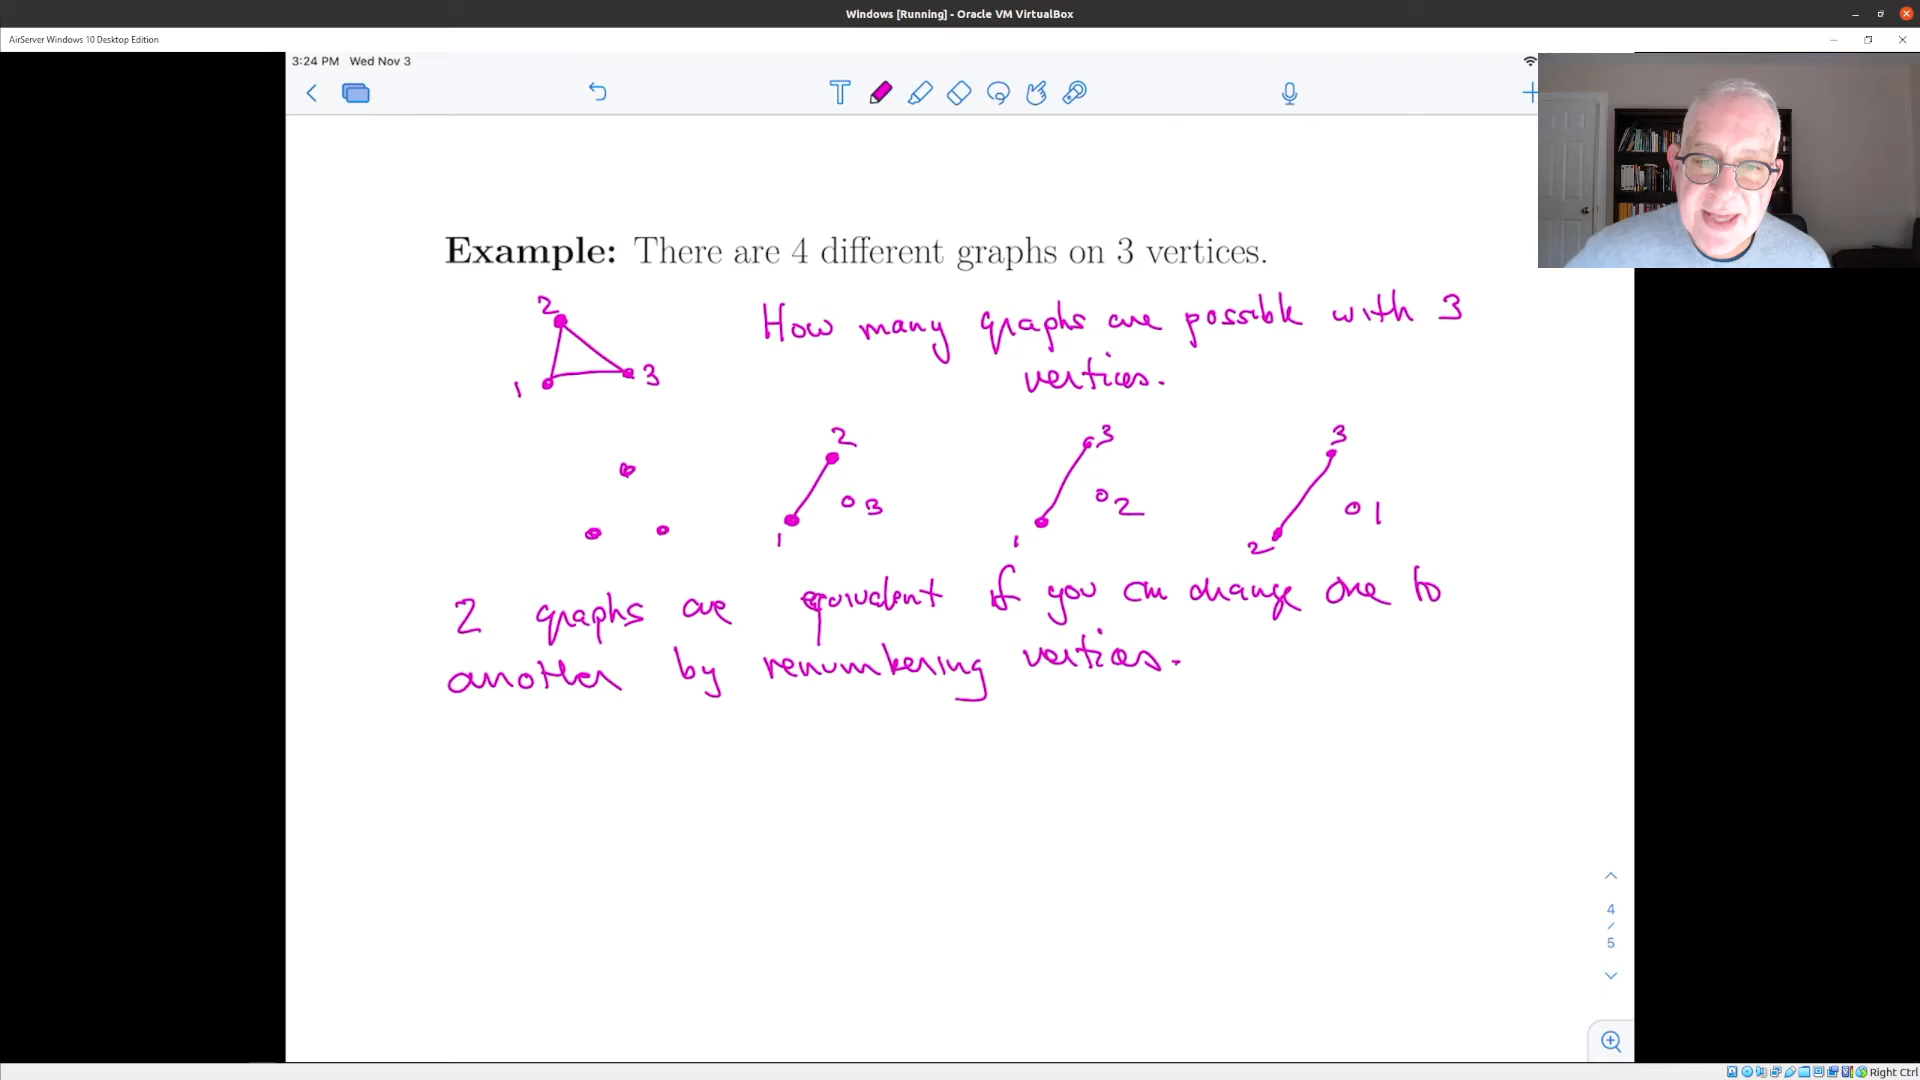 Windows [Running] - Oracle VM VirtualBox
AirServer Windows 10 Desktop Edition
3:24 PM Wed Nov 3
T
Example: There are 4 different graphs on 3 vertices.
2
1
3
How many graphs are possible with 3
vertices.
2
3
1
3
2
1
3
1
2
2 graphs are equivalent if you can change one to
another by renumbering vertices.
4
/
5
Right Ctrl